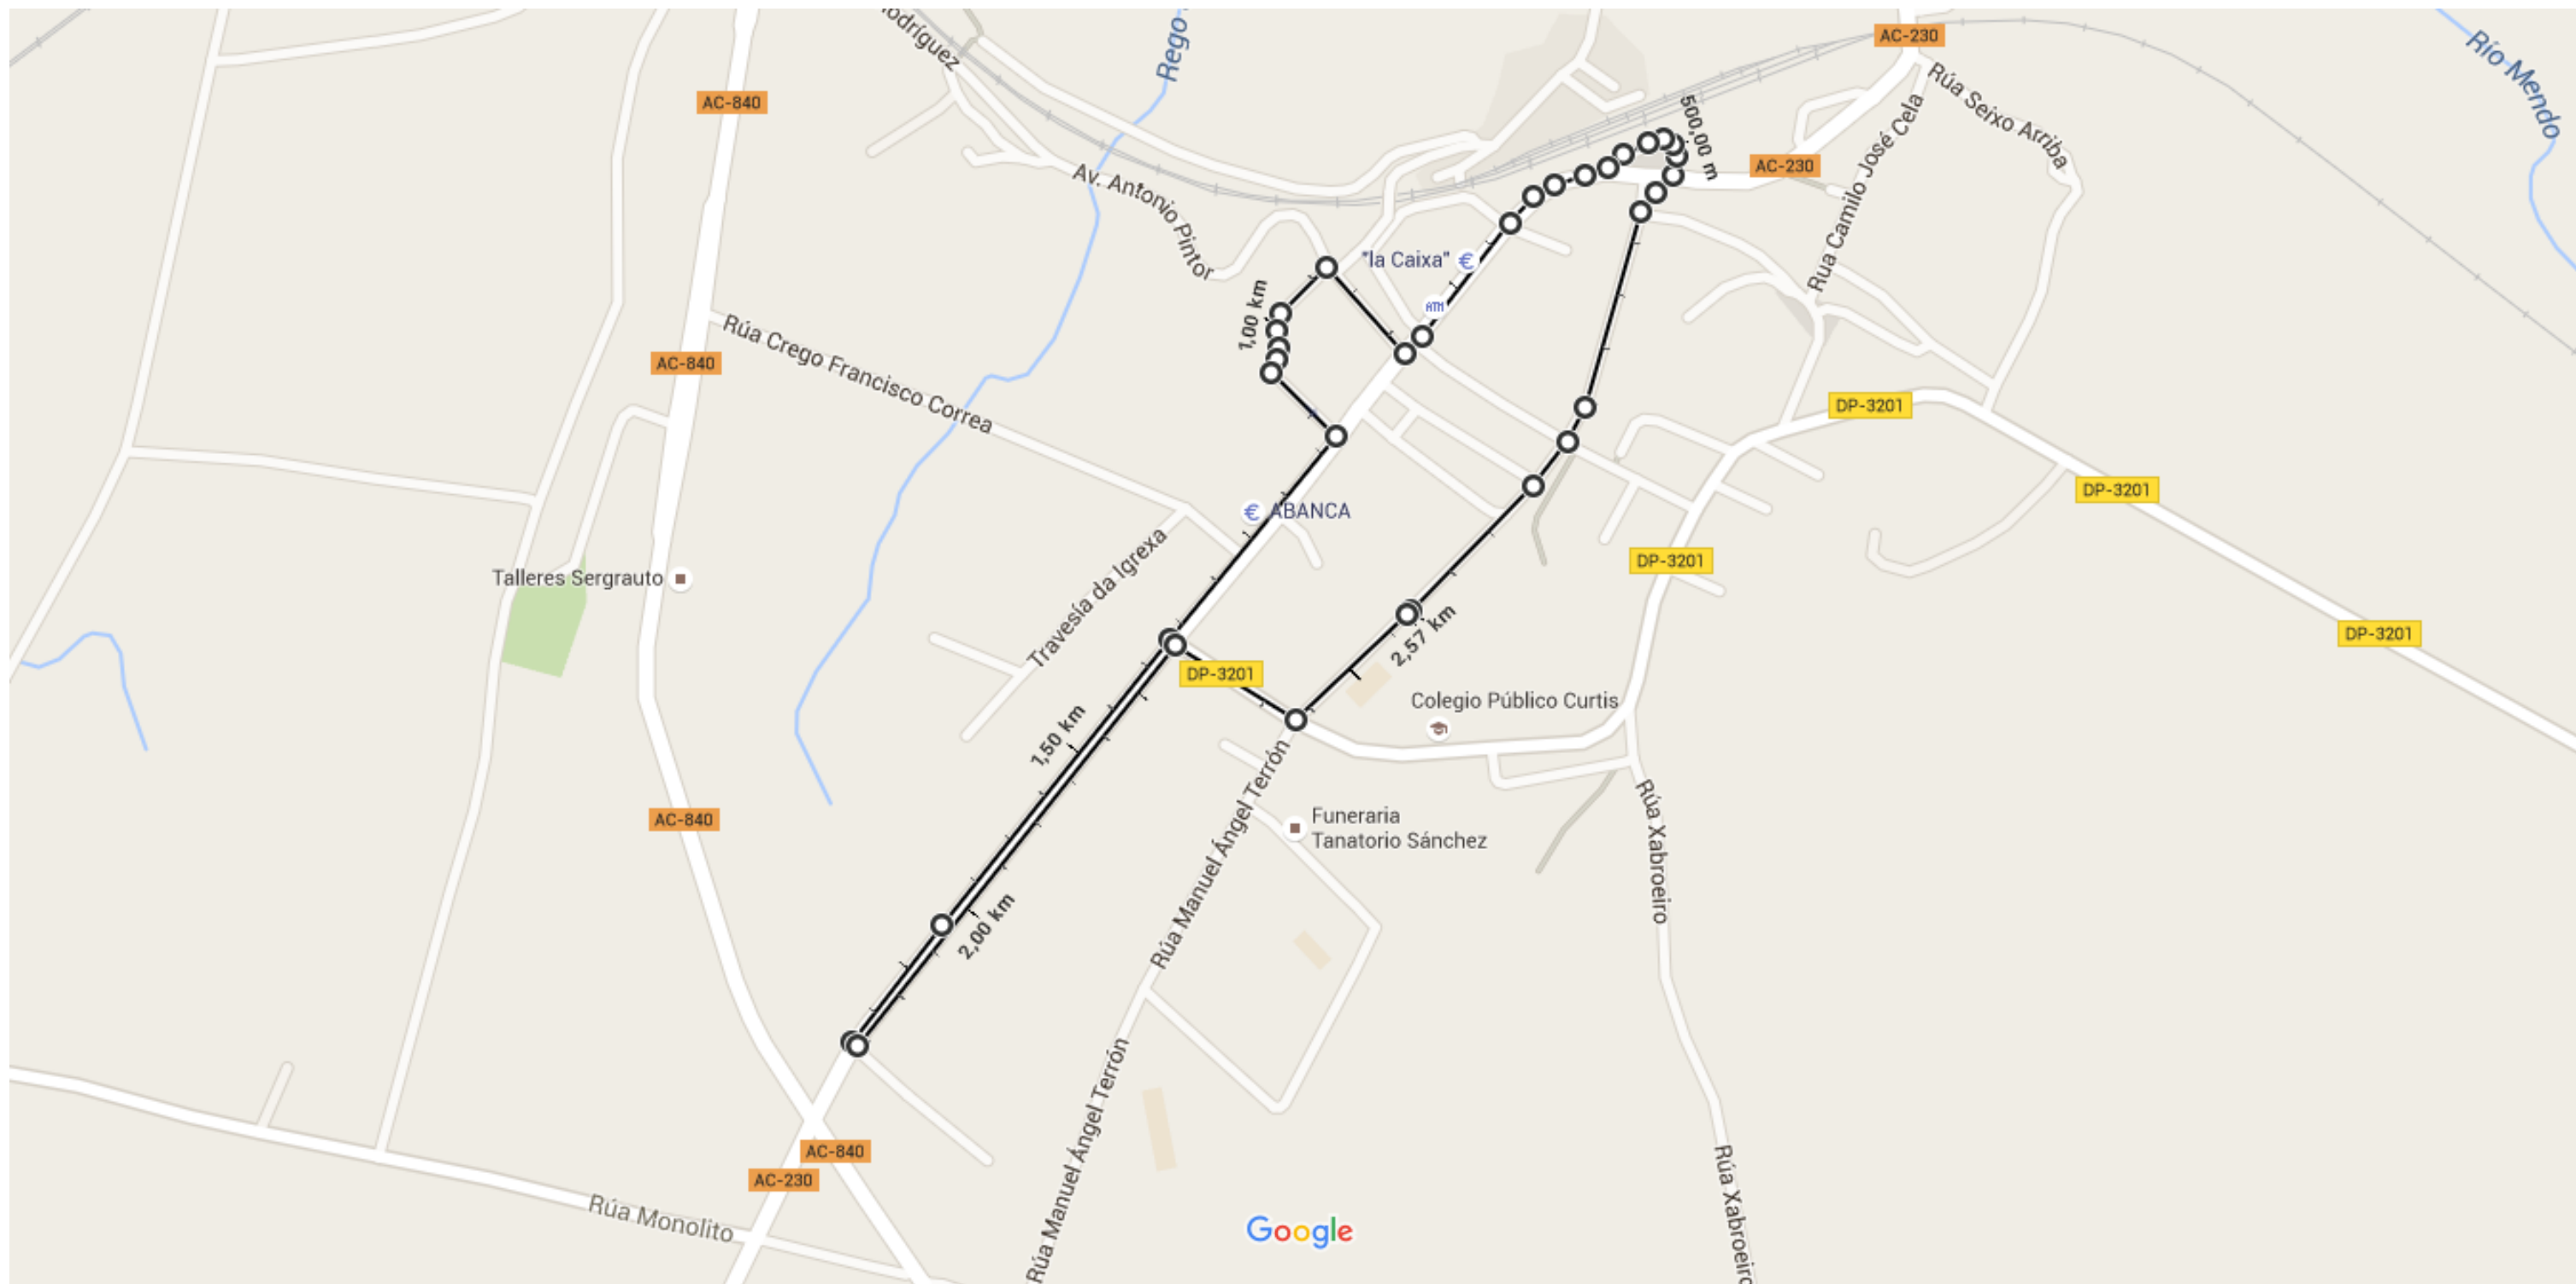 odríguez
Rego
AC-230
Río Mendo
AC-840
Rúa Seixo Arriba
500,00 m
Rua Camilo José Cela
AC-230
Av. Antonio Pintor
"la Caixa" €
ATM
1,00 km
Rúa Crego Francisco Correa
AC-840
DP-3201
DP-3201
€ ABANCA
DP-3201
Talleres Sergrauto
Travesía da Igrexa
2,57 km
DP-3201
DP-3201
Colegio Público Curtis
1,50 km
AC-840
Funeraria
Tanatorio Sánchez
Rúa Manuel Ángel Terrón
Rúa Xabroeiro
2,00 km
Rúa Manuel Ángel Terrón
AC-840
AC-230
Rúa Monolito
Rúa Xabroeiro
Google